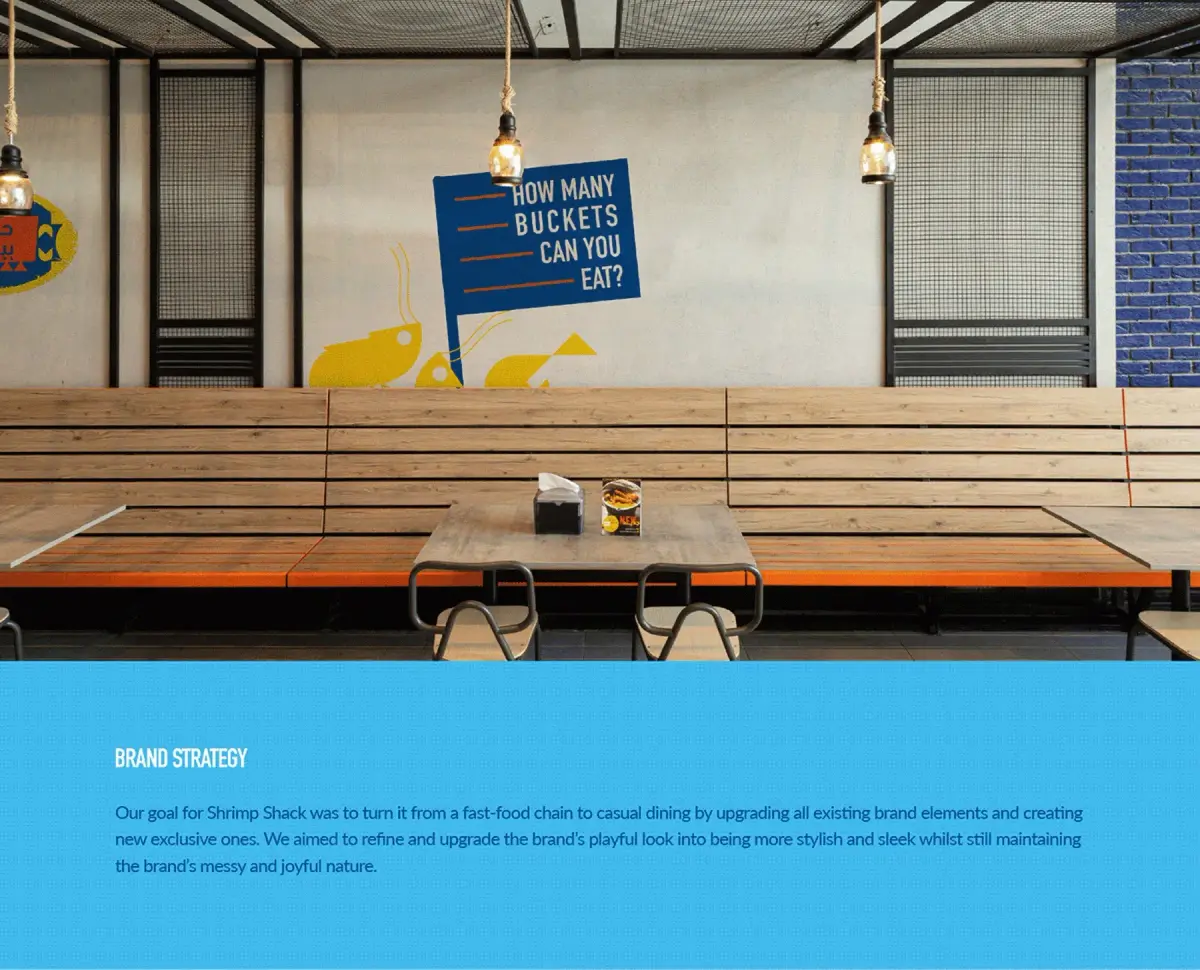 HOW MANY
BUCKETS
CAN YOU
EAT?
NEW
BRAND STRATEGY
Our goal for Shrimp Shack was to turn it from a fast-food chain to casual dining by upgrading all existing brand elements and creating
new exclusive ones. We aimed to refine and upgrade the brand’s playful look into being more stylish and sleek whilst still maintaining
the brand’s messy and joyful nature.